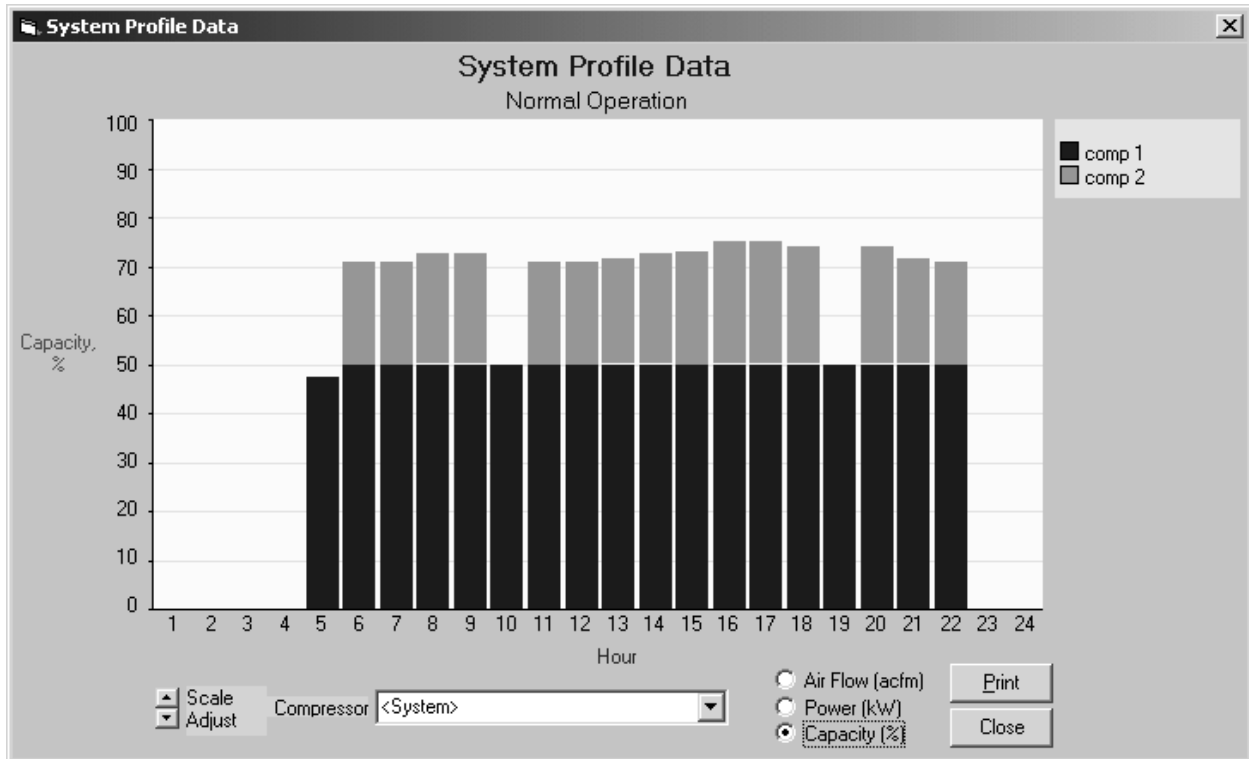 System Profile Data
System Profile Data
Normal Operation
100
90
80
70
60
50
40
30
20
10
0
Capacity,
%
comp 1
comp 2
1 2 3 4 5 6 7 8 9 10 11 12 13 14 15 16 17 18 19 20 21 22 23 24
Hour
Scale
Adjust
Compressor <System>
Air Flow (acfm)
Power (kW)
Capacity (%)
Print
Close